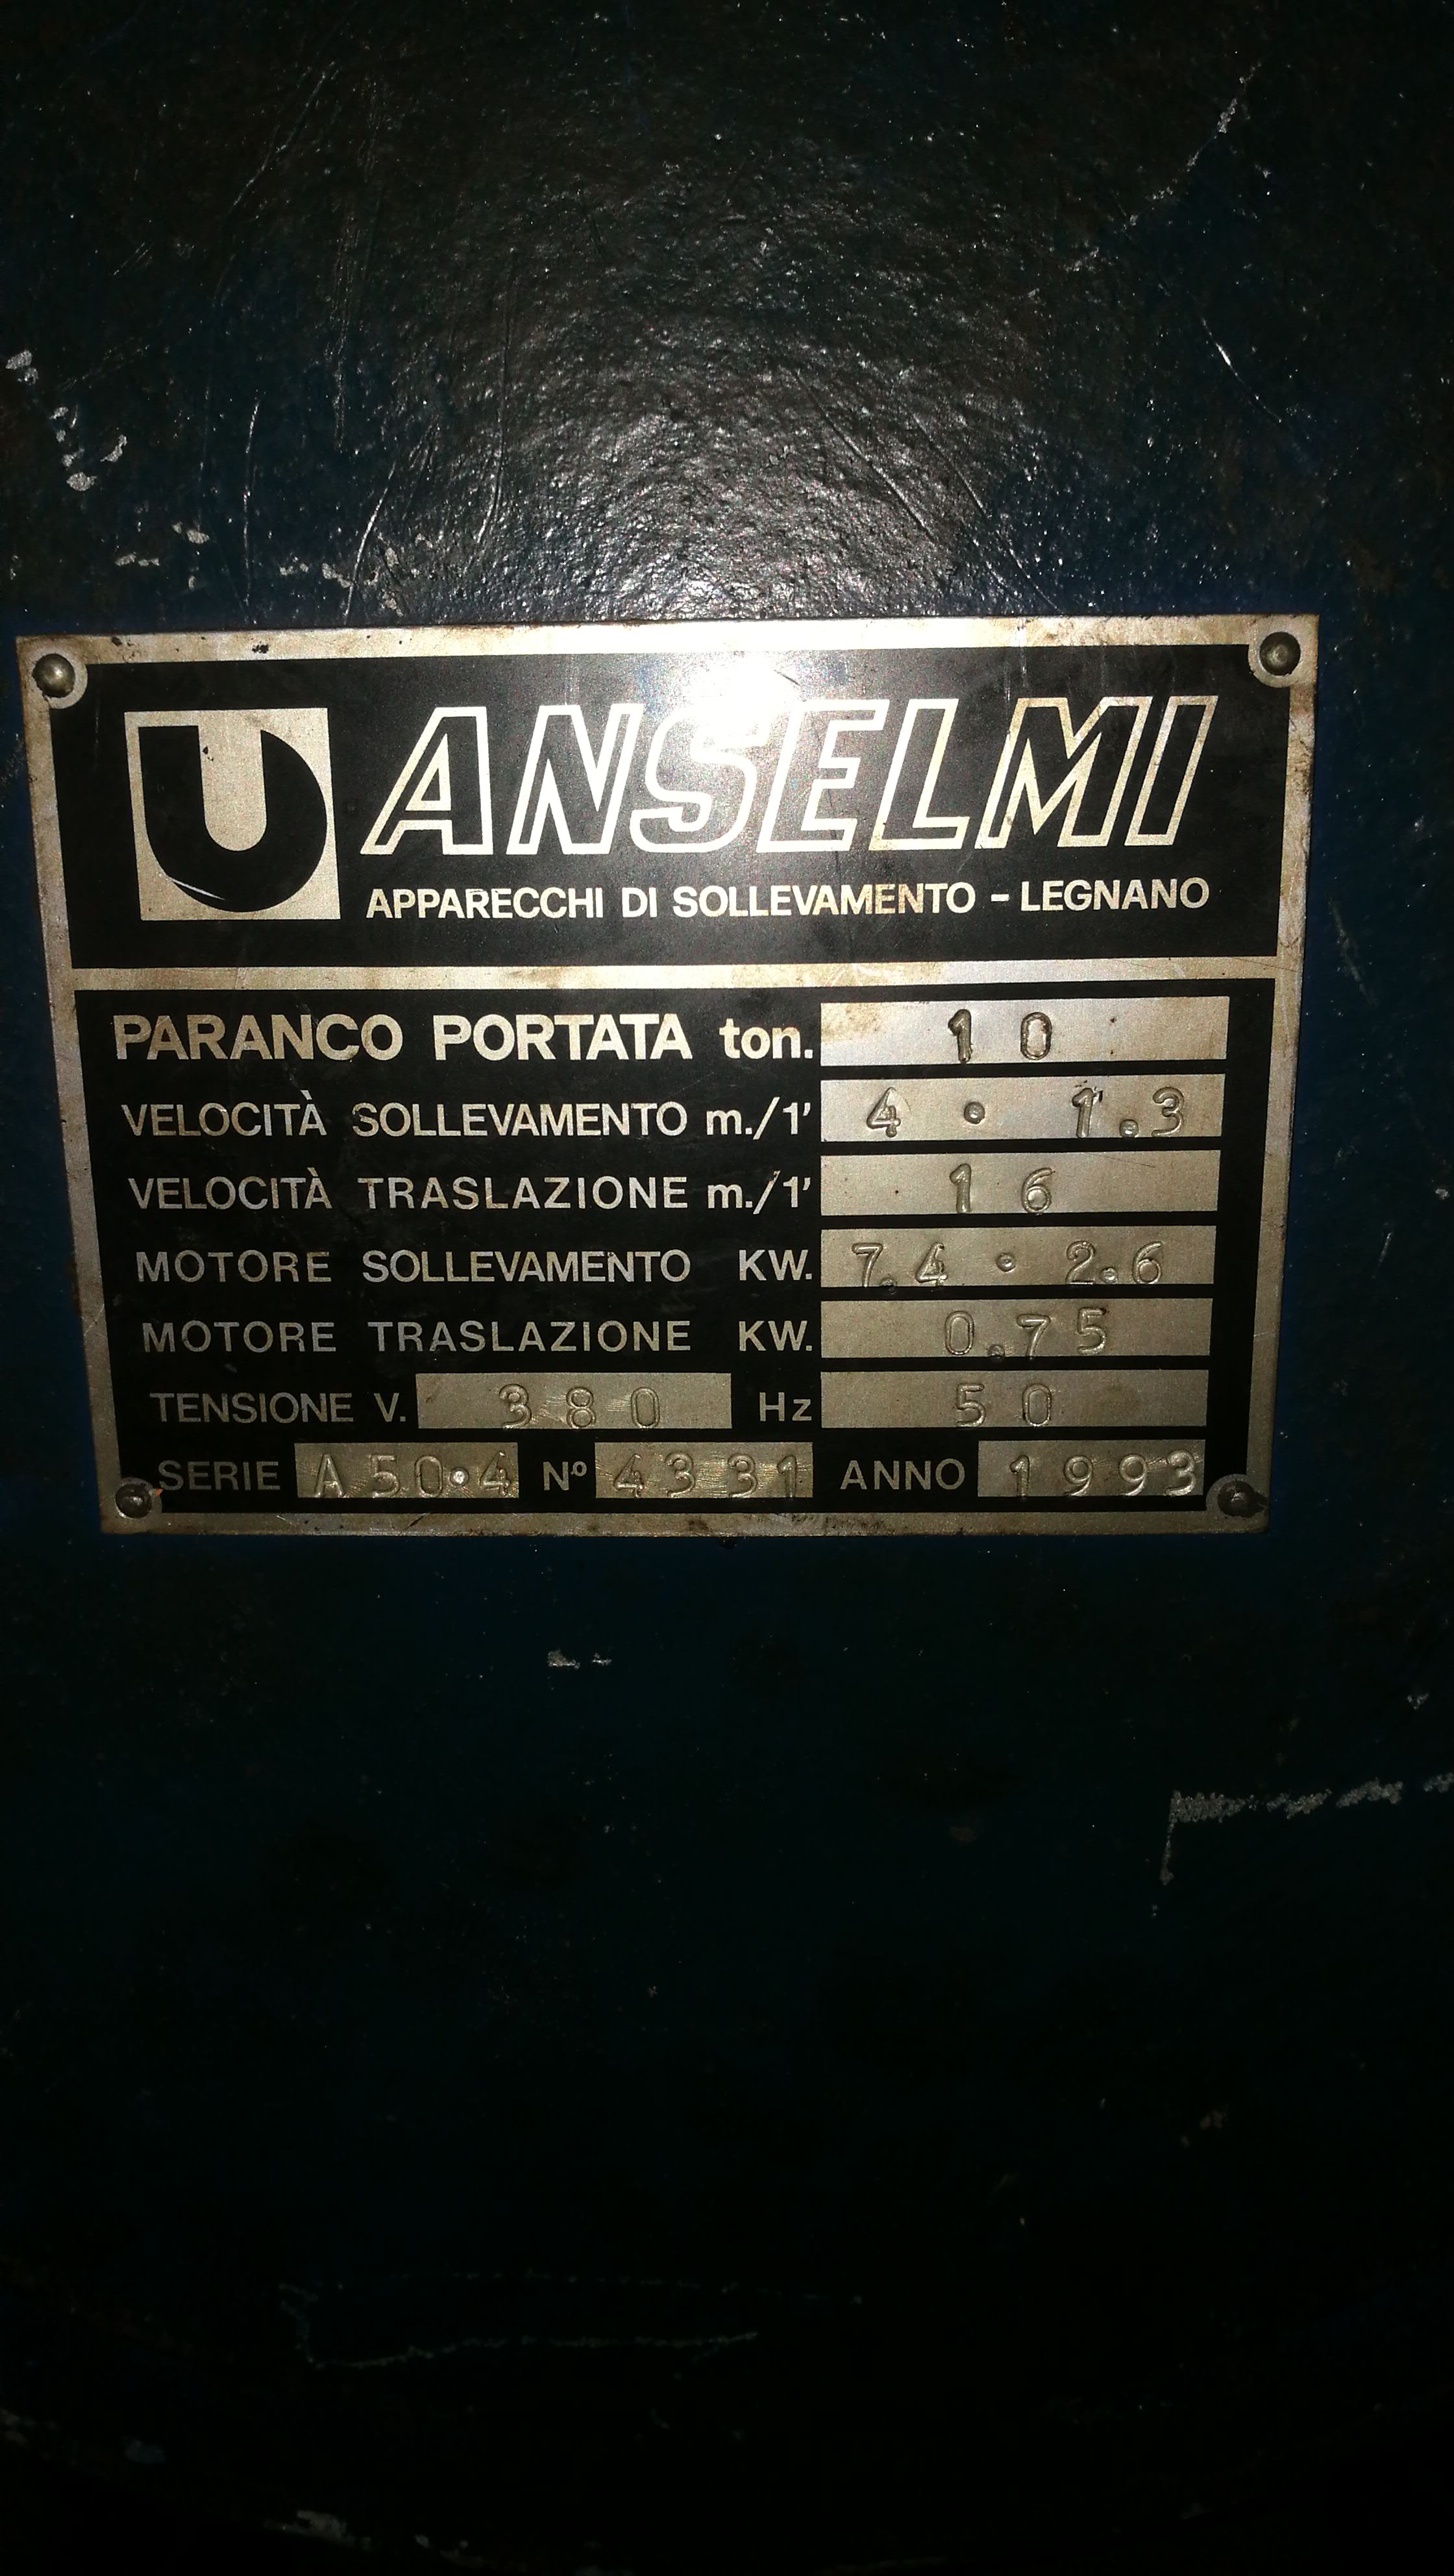 ANSELMI
APPARECCHI DI SOLLEVAMENTO - LEGNANO
PARANCO PORTATA ton. 10
VELOCITÀ SOLLEVAMENTO m./1' 4 • 1.3
VELOCITÀ TRASLAZIONE m./1' 16
MOTORE SOLLEVAMENTO KW. 7.4 • 2.6
MOTORE TRASLAZIONE KW. 0.75
TENSIONE V. 380 Hz 50
SERIE A50•4 Nº 4331 ANNO 1993